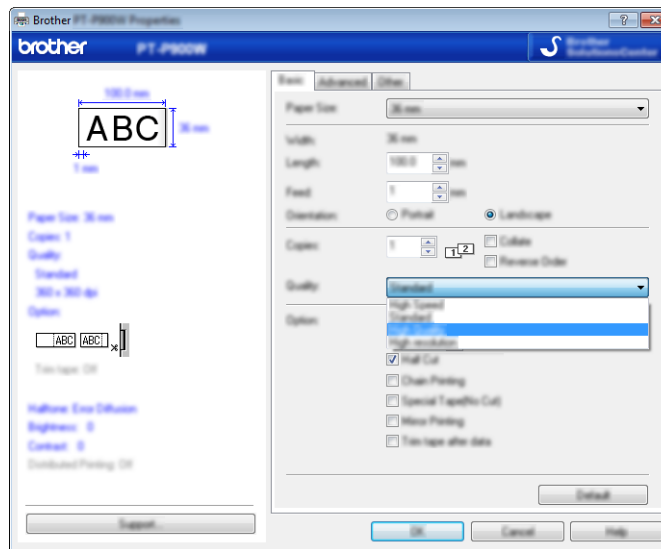 Brother PT-P900W Properties
brother PT-P900W Brother SolutionsCenter
100.0 mm
ABC
36 mm
1 mm
Paper Size: 36 mm
Copies: 1
Quality:
Standard
360 x 360 dpi
Option:
ABC ABC
Trim tape: Off
Halftone: Error Diffusion
Brightness: 0
Contrast: 0
Distributed Printing: Off
Support...
Basic Advanced Other
Paper Size: 36 mm
Width: 36 mm
Length: 100.0 mm
Feed: 1 mm
Orientation: Portrait Landscape
Copies: 1 1 2 Collate
Reverse Order
Quality: Standard
High Speed
Standard
High Quality
High resolution
Option:
Half Cut
Chain Printing
Special Tape(No Cut)
Mirror Printing
Trim tape after data
Default
OK Cancel Help